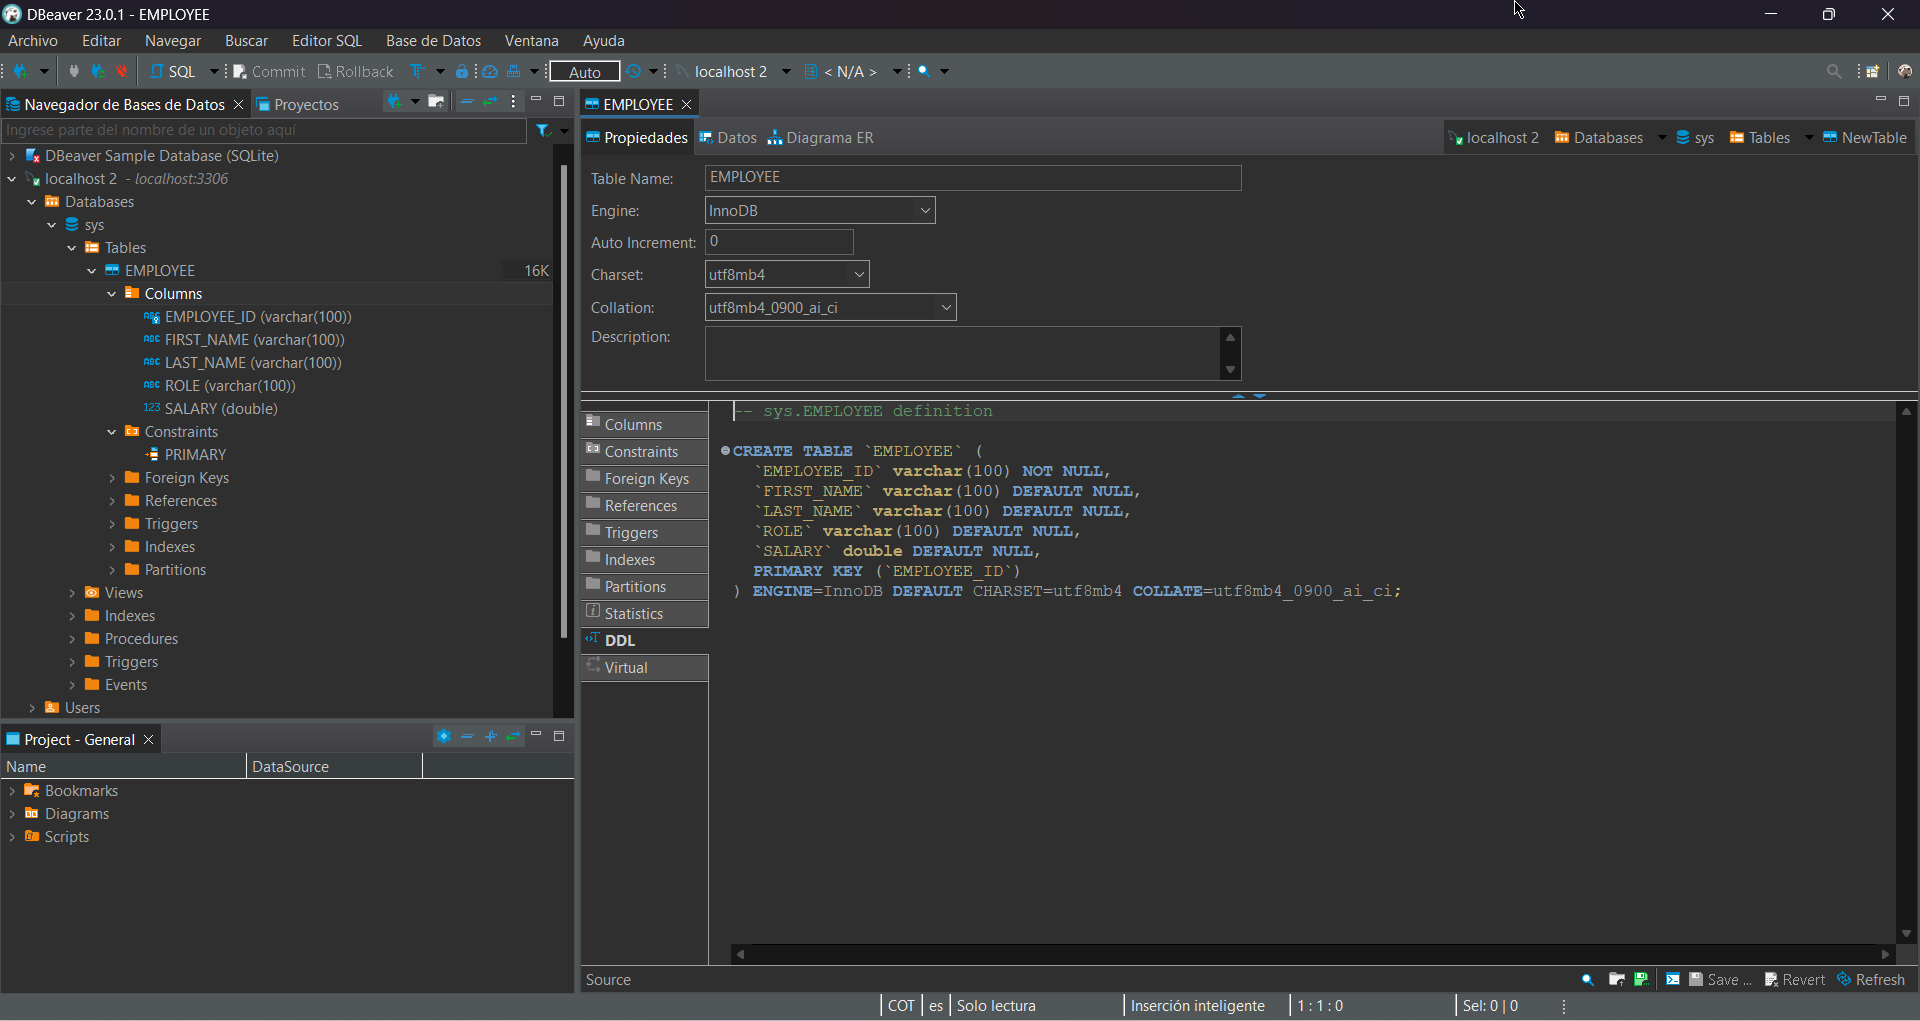 DBeaver 23.0.1 - EMPLOYEE
Archivo Editar Navegar Buscar Editor SQL Base de Datos Ventana Ayuda
SQL Commit Rollback Auto localhost 2 < N/A >
Navegador de Bases de Datos Proyectos
Ingrese parte del nombre de un objeto aquí
DBeaver Sample Database (SQLite)
localhost 2 - localhost:3306
Databases
sys
Tables
EMPLOYEE 16K
Columns
EMPLOYEE_ID (varchar(100))
ABC FIRST_NAME (varchar(100))
ABC LAST_NAME (varchar(100))
ABC ROLE (varchar(100))
123 SALARY (double)
Constraints
PRIMARY
Foreign Keys
References
Triggers
Indexes
Partitions
Views
Indexes
Procedures
Triggers
Events
Users
Project - General
Name DataSource
Bookmarks
Diagrams
Scripts
EMPLOYEE
Propiedades Datos Diagrama ER localhost 2 Databases sys Tables NewTable
Table Name: EMPLOYEE
Engine: InnoDB
Auto Increment: 0
Charset: utf8mb4
Collation: utf8mb4_0900_ai_ci
Description:
Columns
Constraints
Foreign Keys
References
Triggers
Indexes
Partitions
Statistics
DDL
Virtual
-- sys.EMPLOYEE definition
CREATE TABLE `EMPLOYEE` (
`EMPLOYEE_ID` varchar(100) NOT NULL,
`FIRST_NAME` varchar(100) DEFAULT NULL,
`LAST_NAME` varchar(100) DEFAULT NULL,
`ROLE` varchar(100) DEFAULT NULL,
`SALARY` double DEFAULT NULL,
PRIMARY KEY (`EMPLOYEE_ID`)
) ENGINE=InnoDB DEFAULT CHARSET=utf8mb4 COLLATE=utf8mb4_0900_ai_ci;
Source Save ... Revert Refresh
COT es Solo lectura Inserción inteligente 1 : 1 : 0 Sel: 0 | 0